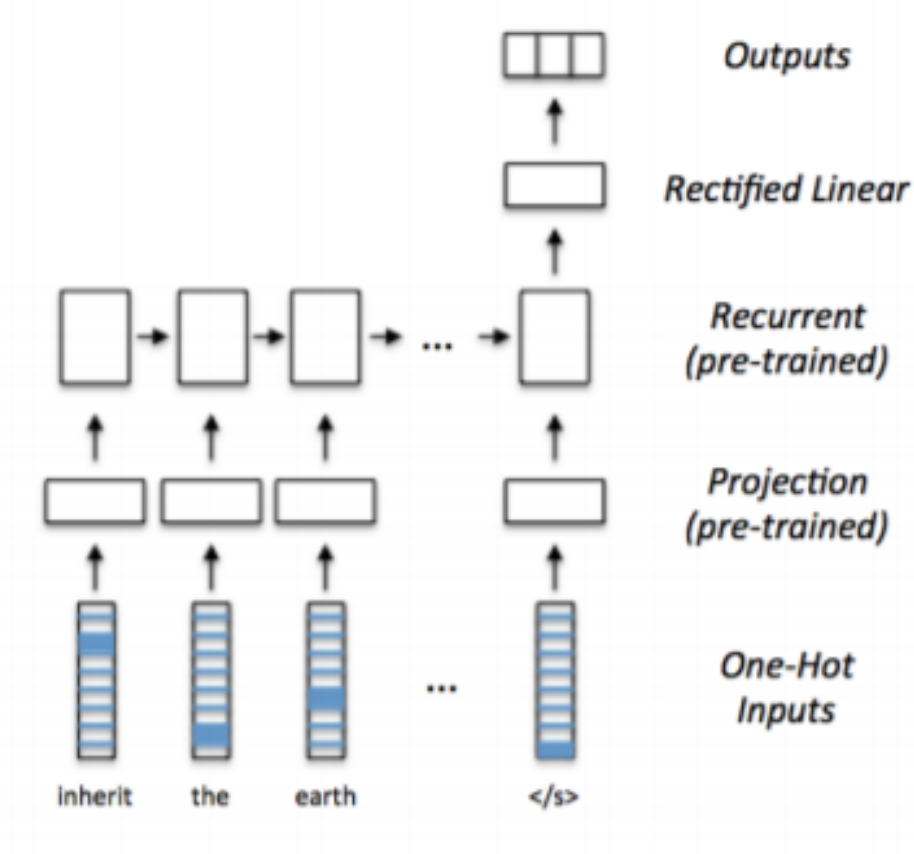 Outputs
Rectified Linear
Recurrent
(pre-trained)
...
Projection
(pre-trained)
One-Hot
Inputs
...
inherit the earth </s>